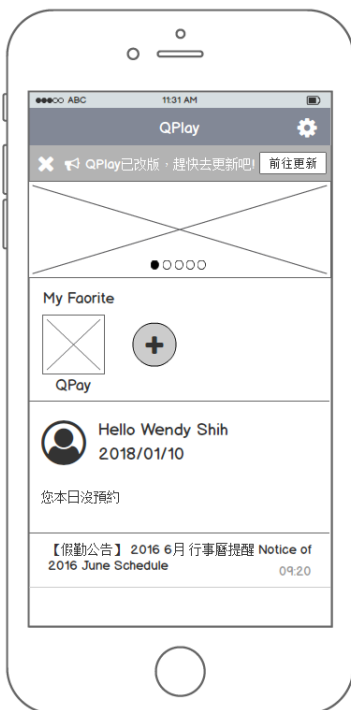 ABC 11:31 AM
QPlay
QPlay已改版，趕快去更新吧! 前往更新
My Faorite
QPay
Hello Wendy Shih
2018/01/10
您本日沒預約
【假勤公告】 2016 6月 行事曆提醒 Notice of
2016 June Schedule
09:20